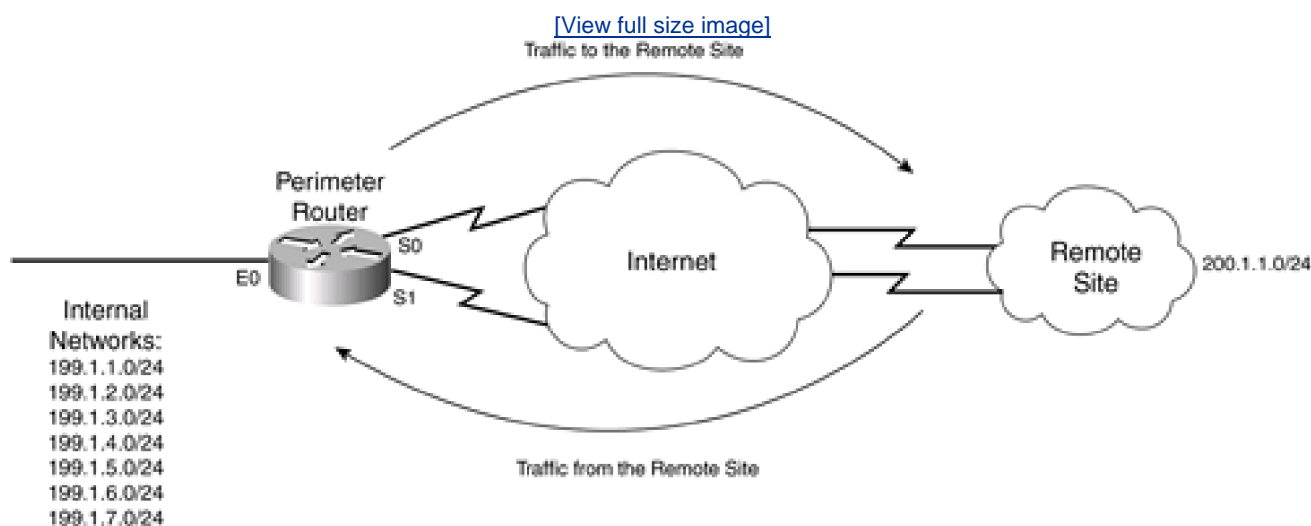 [View full size image]
Traffic to the Remote Site
Perimeter
Router
S0
E0
S1
Internet
Remote
Site
200.1.1.0/24
Internal
Networks:
199.1.1.0/24
199.1.2.0/24
199.1.3.0/24
199.1.4.0/24
199.1.5.0/24
199.1.6.0/24
199.1.7.0/24
Traffic from the Remote Site